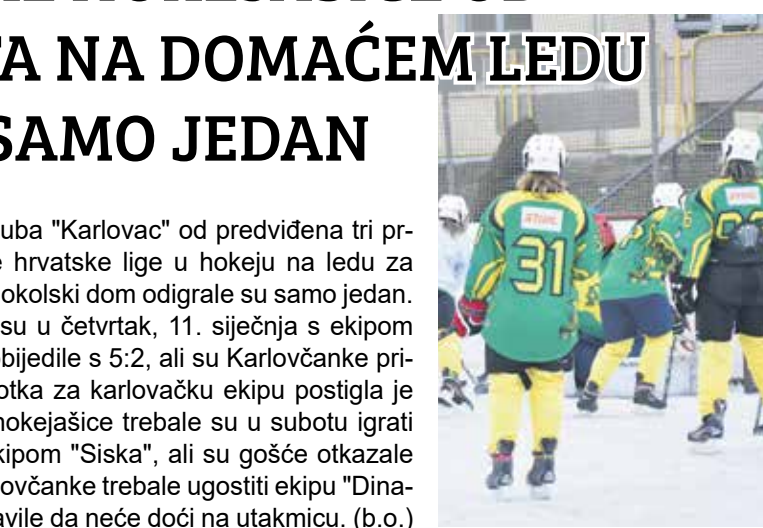 TA NA DOMAĆEM LEDU
SAMO JEDAN
uba "Karlovac" od predviđena tri pr-
e hrvatske lige u hokeju na ledu za
okolski dom odigrale su samo jedan.
su u četvrtak, 11. siječnja s ekipom
bijedile s 5:2, ali su Karlovčanke pri-
otka za karlovačku ekipu postigla je
hokejašice trebale su u subotu igrati
kipom "Siska", ali su gošće otkazale
ovčanke trebale ugostiti ekipu "Dina-
avile da neće doći na utakmicu. (b.o.)
STIHL
31
STIHL